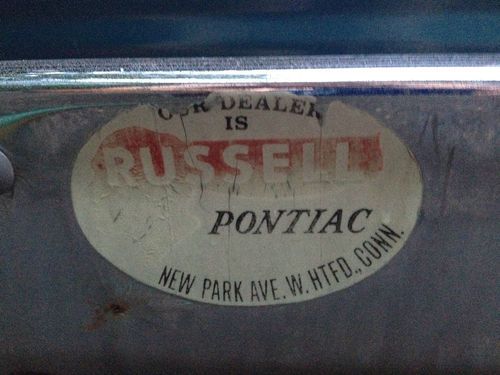 OUR DEALER
IS
RUSSELL
PONTIAC
NEW PARK AVE. W. HTFD., CONN.